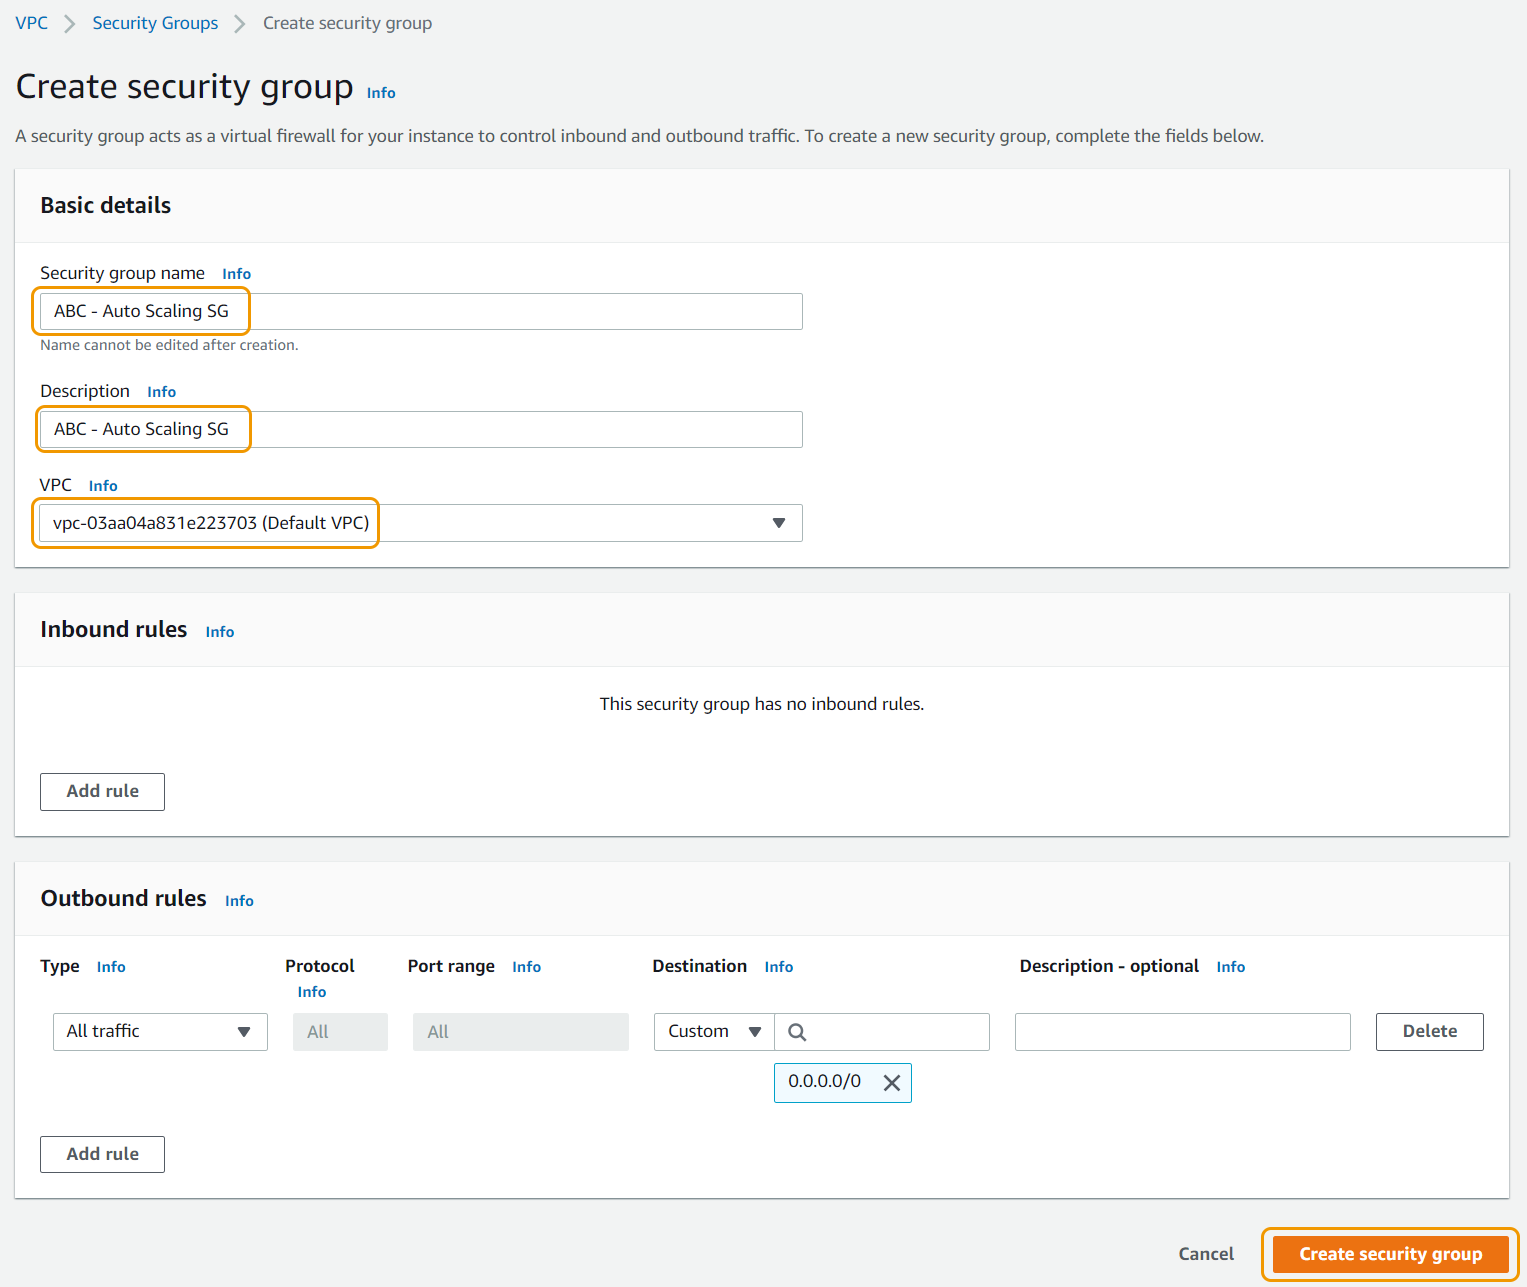 VPC > Security Groups > Create security group
Create security group Info
A security group acts as a virtual firewall for your instance to control inbound and outbound traffic. To create a new security group, complete the fields below.
Basic details
Security group name Info
ABC - Auto Scaling SG
Name cannot be edited after creation.
Description Info
ABC - Auto Scaling SG
VPC Info
vpc-03aa04a831e223703 (Default VPC)
Inbound rules Info
This security group has no inbound rules.
Add rule
Outbound rules Info
Type Info Protocol Info Port range Info Destination Info Description - optional Info
All traffic All All Custom Delete
0.0.0.0/0
Add rule
Cancel Create security group